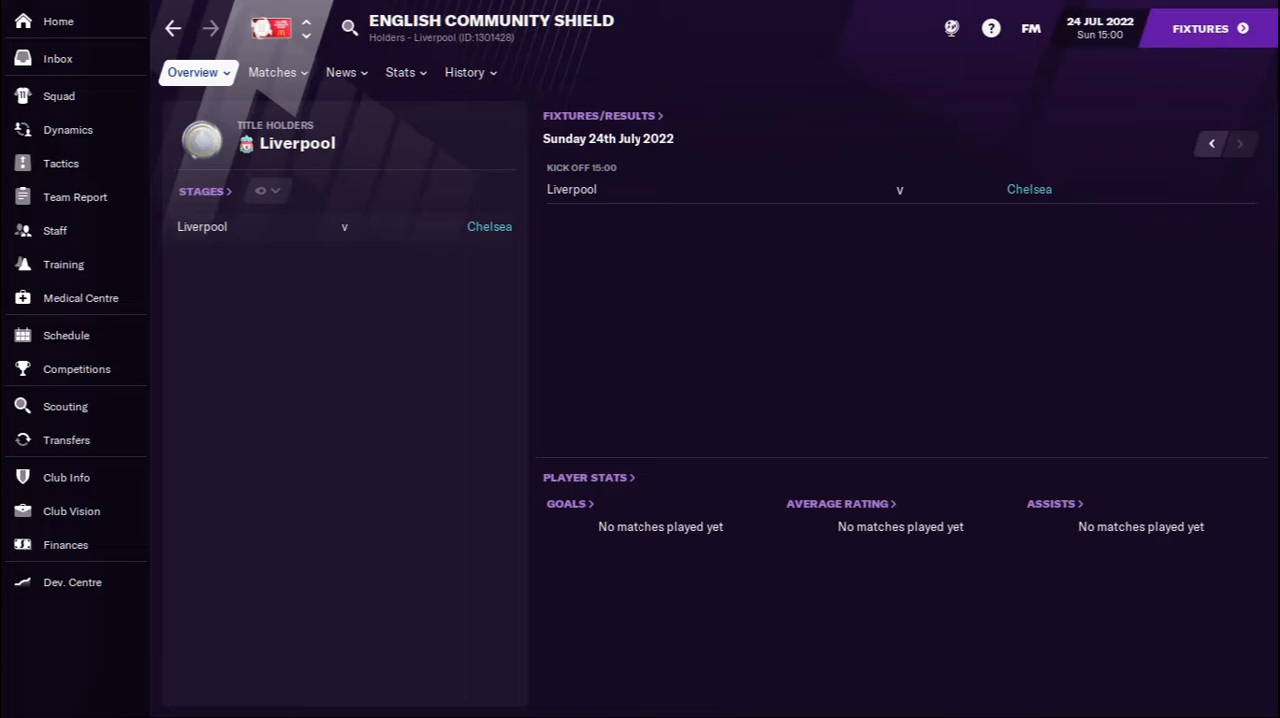 Home
Inbox
Squad
Dynamics
Tactics
Team Report
Staff
Training
Medical Centre
Schedule
Competitions
Scouting
Transfers
Club Info
Club Vision
Finances
Dev. Centre
ENGLISH COMMUNITY SHIELD
Holders - Liverpool (ID:1301428)
FM
24 JUL 2022
Sun 15:00
FIXTURES
Overview
Matches
News
Stats
History
TITLE HOLDERS
Liverpool
STAGES
Liverpool v Chelsea
FIXTURES/RESULTS
Sunday 24th July 2022
KICK OFF 15:00
Liverpool v Chelsea
PLAYER STATS
GOALS
No matches played yet
AVERAGE RATING
No matches played yet
ASSISTS
No matches played yet